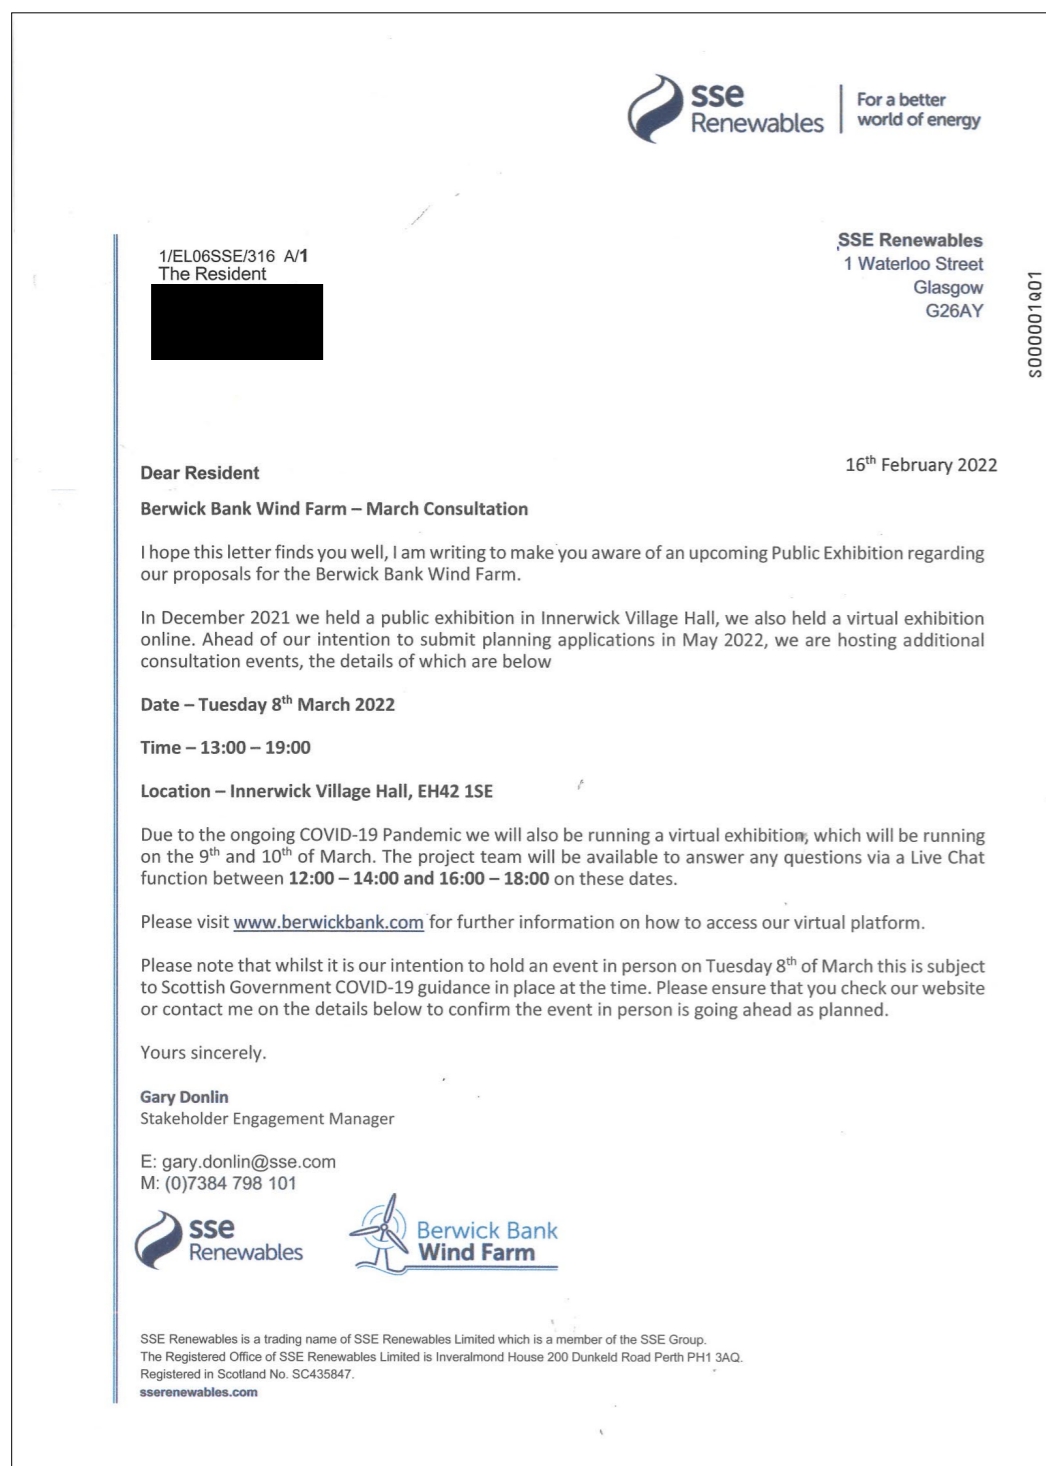 sse
Renewables
For a better
world of energy
1/EL06SSE/316 A/1
The Resident
SSE Renewables
1 Waterloo Street
Glasgow
G26AY
S000001Q01
16th February 2022
Dear Resident
Berwick Bank Wind Farm – March Consultation
I hope this letter finds you well, I am writing to make you aware of an upcoming Public Exhibition regarding
our proposals for the Berwick Bank Wind Farm.
In December 2021 we held a public exhibition in Innerwick Village Hall, we also held a virtual exhibition
online. Ahead of our intention to submit planning applications in May 2022, we are hosting additional
consultation events, the details of which are below
Date – Tuesday 8th March 2022
Time – 13:00 – 19:00
Location – Innerwick Village Hall, EH42 1SE
Due to the ongoing COVID-19 Pandemic we will also be running a virtual exhibition, which will be running
on the 9th and 10th of March. The project team will be available to answer any questions via a Live Chat
function between 12:00 – 14:00 and 16:00 – 18:00 on these dates.
Please visit www.berwickbank.com for further information on how to access our virtual platform.
Please note that whilst it is our intention to hold an event in person on Tuesday 8th of March this is subject
to Scottish Government COVID-19 guidance in place at the time. Please ensure that you check our website
or contact me on the details below to confirm the event in person is going ahead as planned.
Yours sincerely.
Gary Donlin
Stakeholder Engagement Manager
E: gary.donlin@sse.com
M: (0)7384 798 101
sse
Renewables
Berwick Bank
Wind Farm
SSE Renewables is a trading name of SSE Renewables Limited which is a member of the SSE Group.
The Registered Office of SSE Renewables Limited is Inveralmond House 200 Dunkeld Road Perth PH1 3AQ.
Registered in Scotland No. SC435847.
sserenewables.com